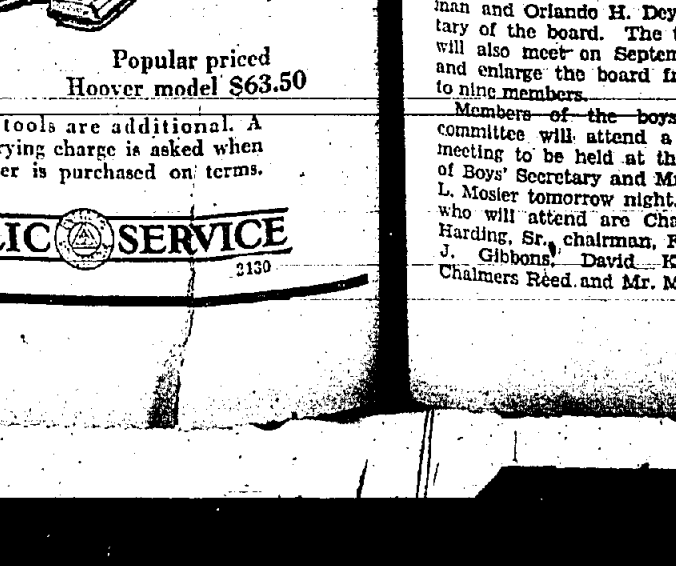 Popular priced
Hoover model $63.50
tools are additional. A
rying charge is asked when
er is purchased on terms.
LIC SERVICE
2130
man and Orlando H. Dey
tary of the board. The t
will also meet on Septem
and enlarge the board fr
to nine members.
Members of the boys
committee will attend a
meeting to be held at th
of Boys' Secretary and Mr
L. Mosier tomorrow night.
who will attend are Cha
Harding, Sr., chairman, F
J. Gibbons, David K
Chalmers Reed and Mr. M